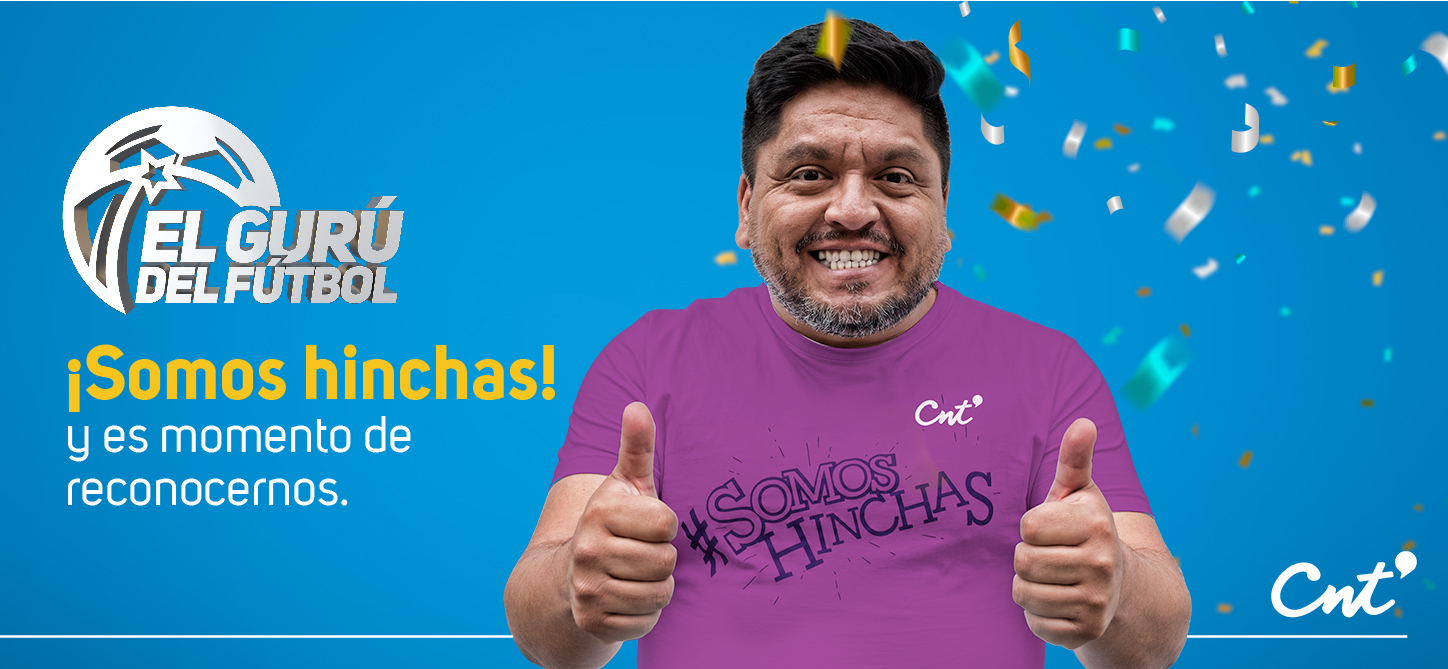 EL GURÚ
DEL FÚTBOL
¡Somos hinchas!
y es momento de
reconocernos.
Cnt
#SOMOS
HINCHAS
Cnt